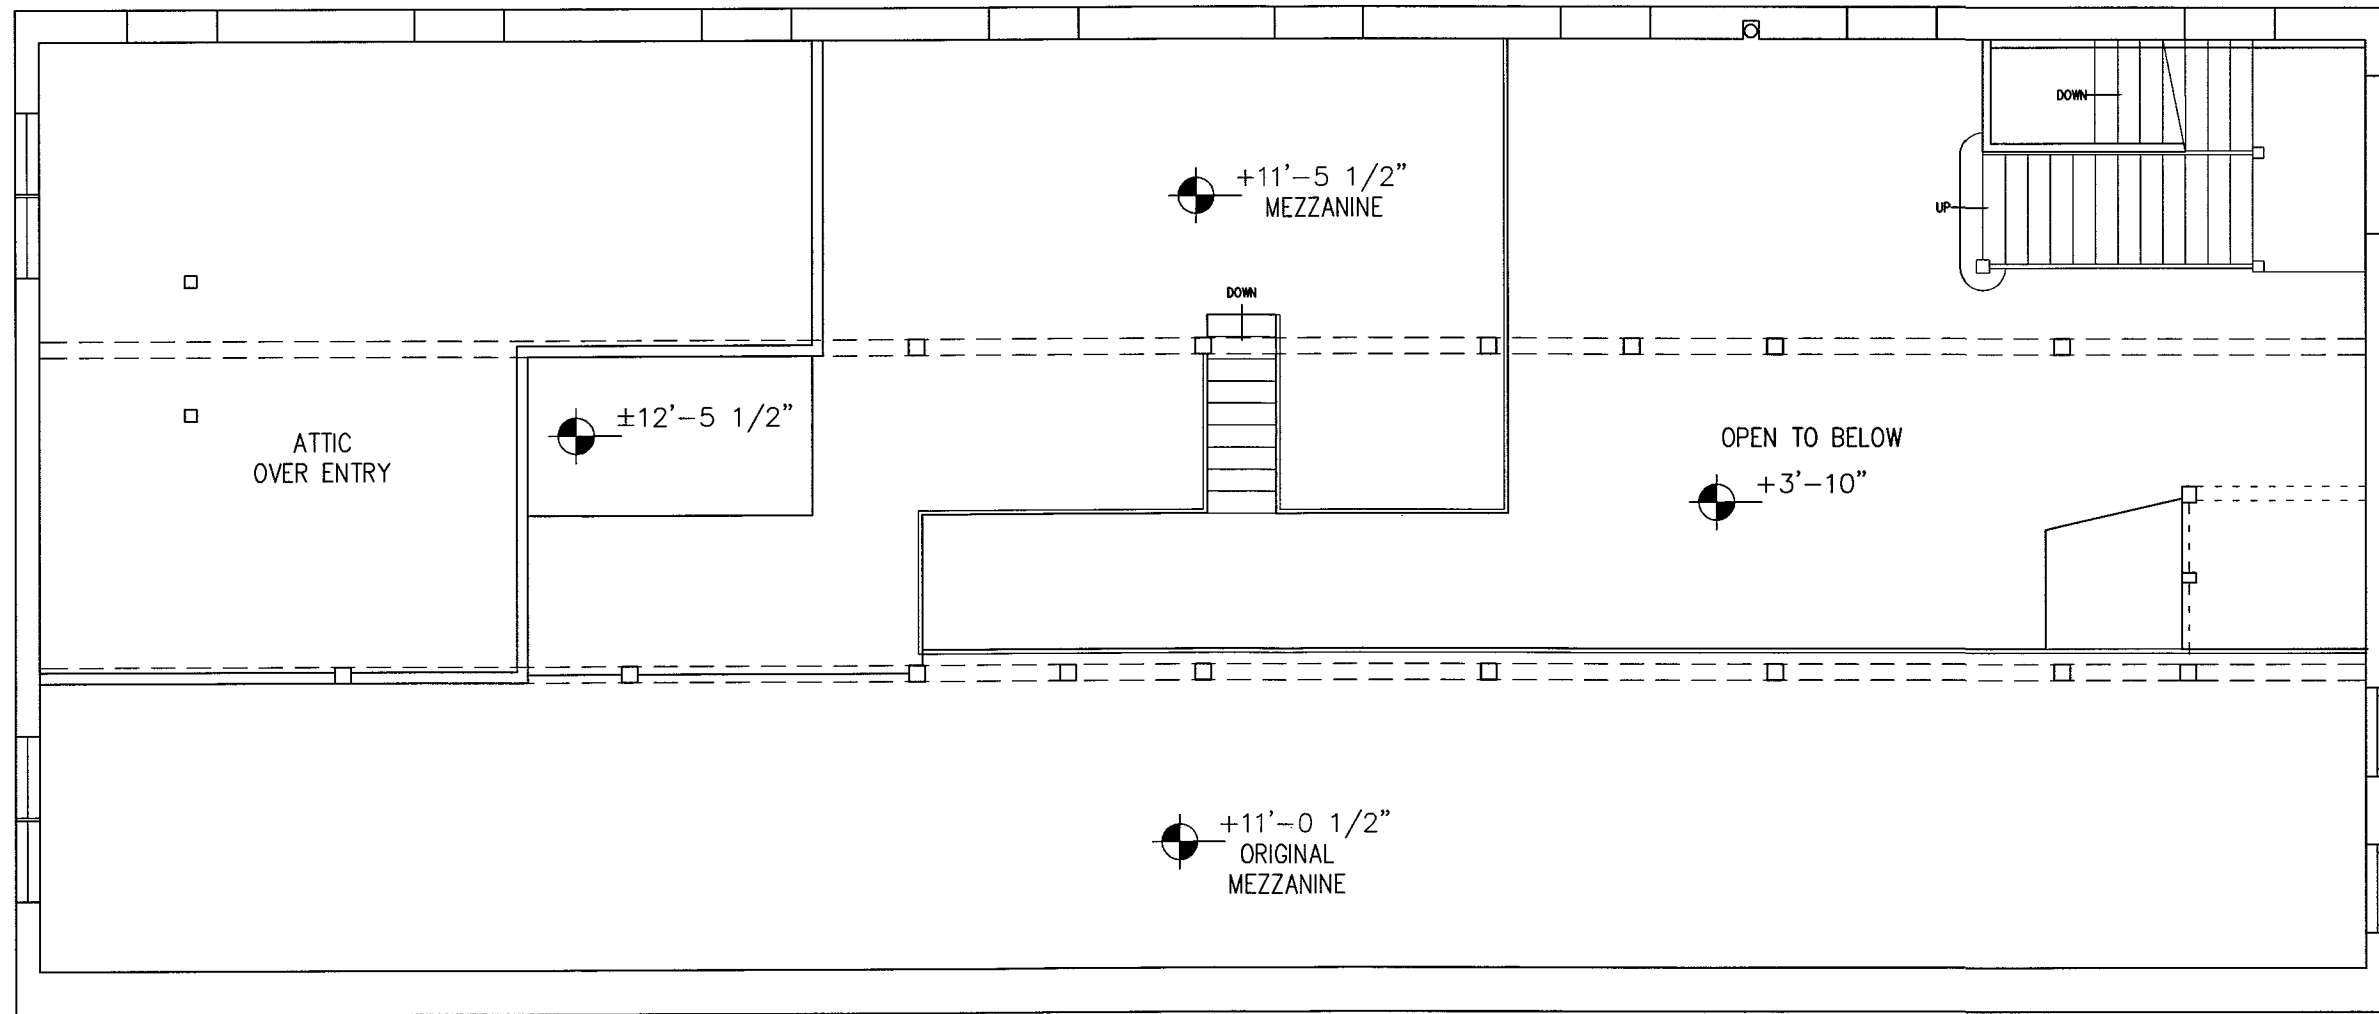 DOWN
+11'-5 1/2"
MEZZANINE
UP
DOWN
±12'-5 1/2"
ATTIC
OVER ENTRY
OPEN TO BELOW
+3'-10"
+11'-0 1/2"
ORIGINAL
MEZZANINE